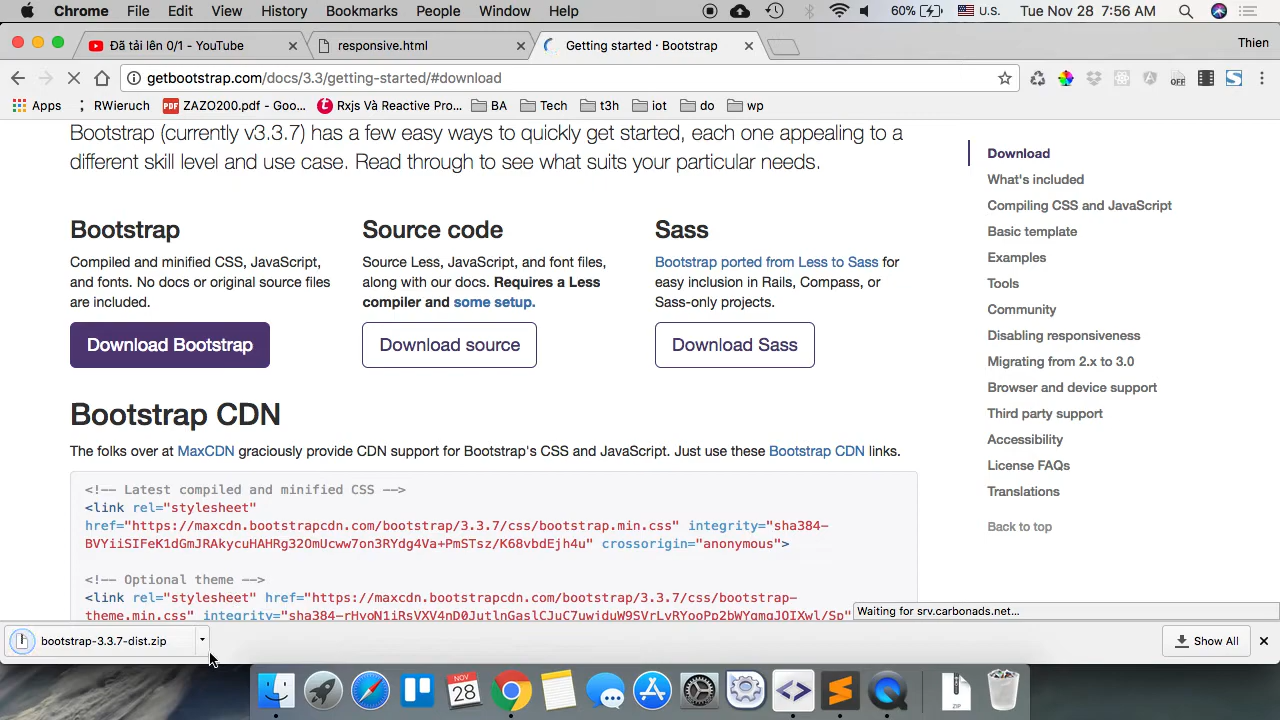 Chrome File Edit View History Bookmarks People Window Help 60% U.S. Tue Nov 28 7:56 AM
Đã tải lên 0/1 - YouTube responsive.html Getting started · Bootstrap Thien
getbootstrap.com/docs/3.3/getting-started/#download OFF
Apps RWieruch PDF ZAZO200.pdf - Goo... t Rxjs Và Reactive Pro... BA Tech t3h iot do wp
Bootstrap (currently v3.3.7) has a few easy ways to quickly get started, each one appealing to a
different skill level and use case. Read through to see what suits your particular needs.
Bootstrap
Compiled and minified CSS, JavaScript,
and fonts. No docs or original source files
are included.
Download Bootstrap
Source code
Source Less, JavaScript, and font files,
along with our docs. Requires a Less
compiler and some setup.
Download source
Sass
Bootstrap ported from Less to Sass for
easy inclusion in Rails, Compass, or
Sass-only projects.
Download Sass
Bootstrap CDN
The folks over at MaxCDN graciously provide CDN support for Bootstrap's CSS and JavaScript. Just use these Bootstrap CDN links.
<!-- Latest compiled and minified CSS -->
<link rel="stylesheet"
href="https://maxcdn.bootstrapcdn.com/bootstrap/3.3.7/css/bootstrap.min.css" integrity="sha384-
BVYiiSIFeK1dGmJRAkycuHAHRg32OmUcww7on3RYdg4Va+PmSTsz/K68vbdEjh4u" crossorigin="anonymous">
<!-- Optional theme -->
<link rel="stylesheet" href="https://maxcdn.bootstrapcdn.com/bootstrap/3.3.7/css/bootstrap-
theme.min.css" integrity="sha384-rHyoN1iRsVXV4nD0JutlnGaslCJuC7uwjduW9SVrLvRYooPp2bWYgmgJQIXwl/Sp"
Download
What's included
Compiling CSS and JavaScript
Basic template
Examples
Tools
Community
Disabling responsiveness
Migrating from 2.x to 3.0
Browser and device support
Third party support
Accessibility
License FAQs
Translations
Back to top
Waiting for srv.carbonads.net...
bootstrap-3.3.7-dist.zip Show All
NOV
28
ZIP